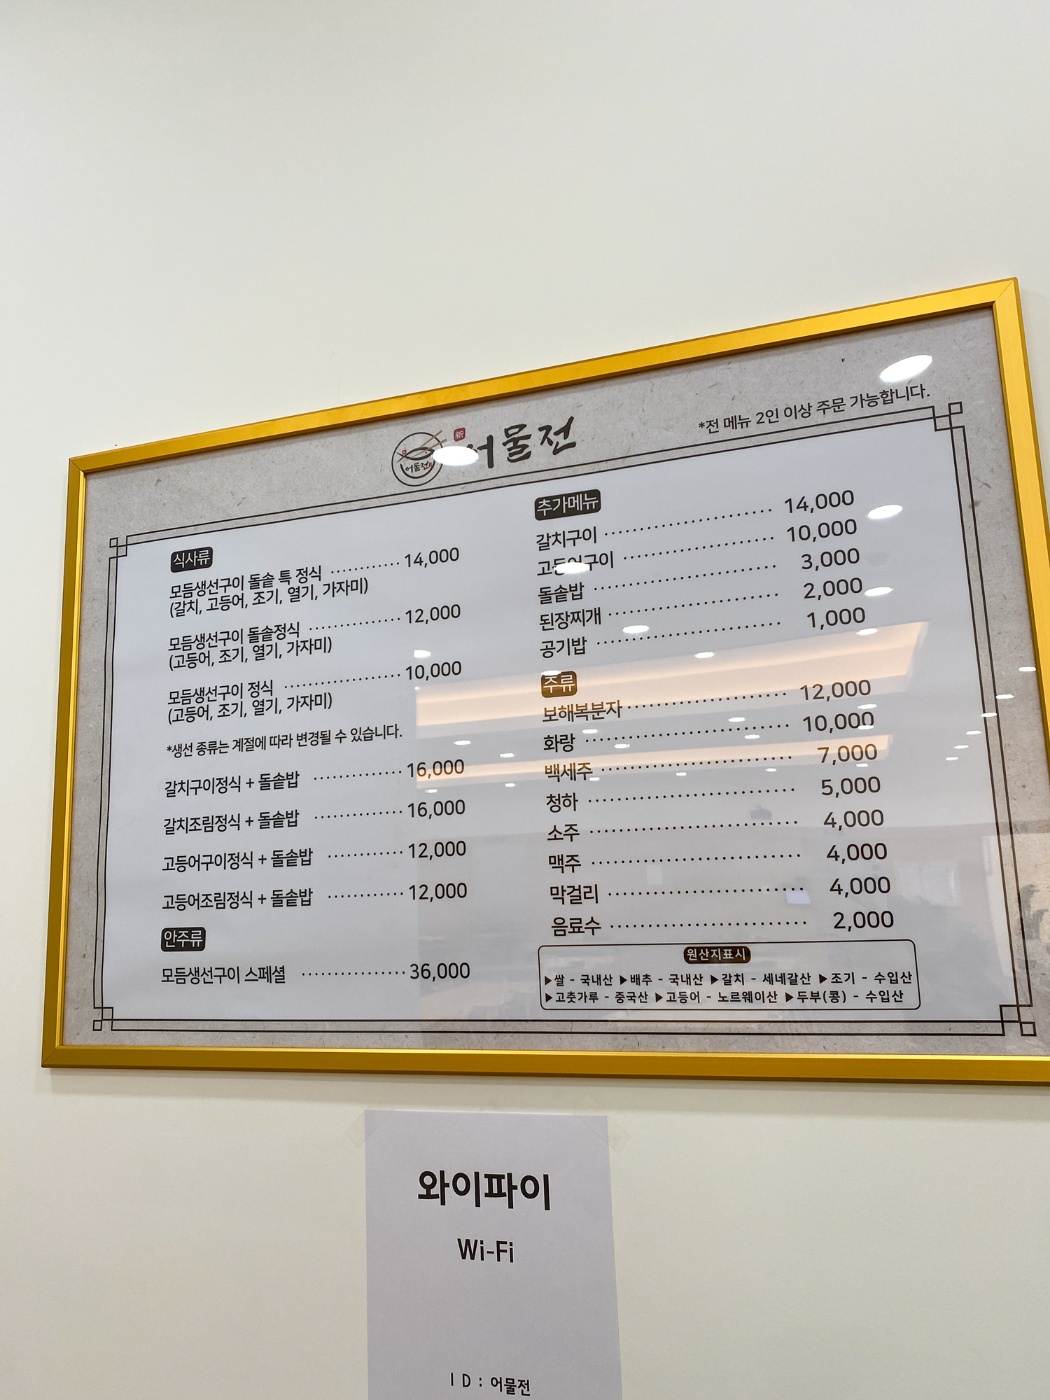 어물전
어물전
*전 메뉴 2인 이상 주문 가능합니다.
식사류
모듬생선구이 돌솥 특 정식 ············ 14,000
(갈치, 고등어, 조기, 열기, 가자미)
모듬생선구이 돌솥정식 ················ 12,000
(고등어, 조기, 열기, 가자미)
모듬생선구이 정식 ····················· 10,000
(고등어, 조기, 열기, 가자미)
*생선 종류는 계절에 따라 변경될 수 있습니다.
갈치구이정식 + 돌솥밥 ················ 16,000
갈치조림정식 + 돌솥밥 ················ 16,000
고등어구이정식 + 돌솥밥 ·············· 12,000
고등어조림정식 + 돌솥밥 ·············· 12,000
안주류
모듬생선구이 스페셜 ·················· 36,000
추가메뉴
갈치구이 ···························· 14,000
고등어구이 ·························· 10,000
돌솥밥 ······························ 3,000
된장찌개 ···························· 2,000
공기밥 ······························ 1,000
주류
보해복분자 ·························· 12,000
화랑 ································ 10,000
백세주 ······························ 7,000
청하 ································ 5,000
소주 ································ 4,000
맥주 ································ 4,000
막걸리 ······························ 4,000
음료수 ······························ 2,000
원산지표시
▶쌀 - 국내산 ▶배추 - 국내산 ▶갈치 - 세네갈산 ▶조기 - 수입산
▶고춧가루 - 중국산 ▶고등어 - 노르웨이산 ▶두부(콩) - 수입산
와이파이
Wi-Fi
ID : 어물전